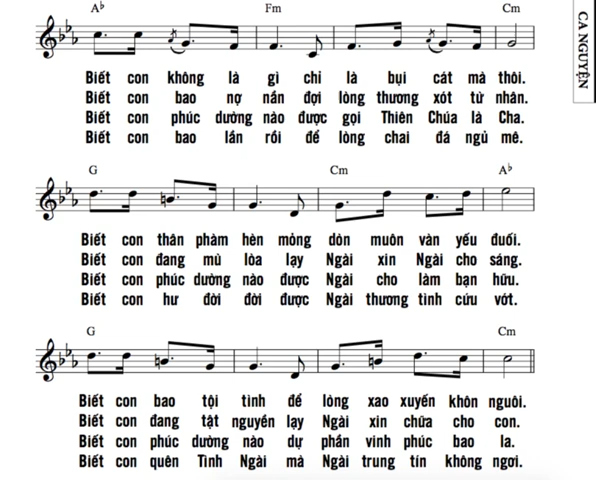 CA NGUYỆN
A♭ Fm Cm
Biết con không là gì chỉ là bụi cát mà thôi.
Biết con bao nợ nần đợi lòng thương xót từ nhân.
Biết con phúc dường nào được gọi Thiên Chúa là Cha.
Biết con bao lần rồi để lòng chai đá ngủ mê.
G Cm A♭
Biết con thân phàm hèn mỏng dòn muôn vàn yếu đuối.
Biết con đang mù lòa lạy Ngài xin Ngài cho sáng.
Biết con phúc dường nào được Ngài cho làm bạn hữu.
Biết con hư đời đời được Ngài thương tình cứu vớt.
G Cm
Biết con bao tội tình để lòng xao xuyến khôn nguôi.
Biết con đang tật nguyền lạy Ngài xin chữa cho con.
Biết con phúc dường nào dự phần vinh phúc bao la.
Biết con quên Tình Ngài mà Ngài trung tín không ngơi.